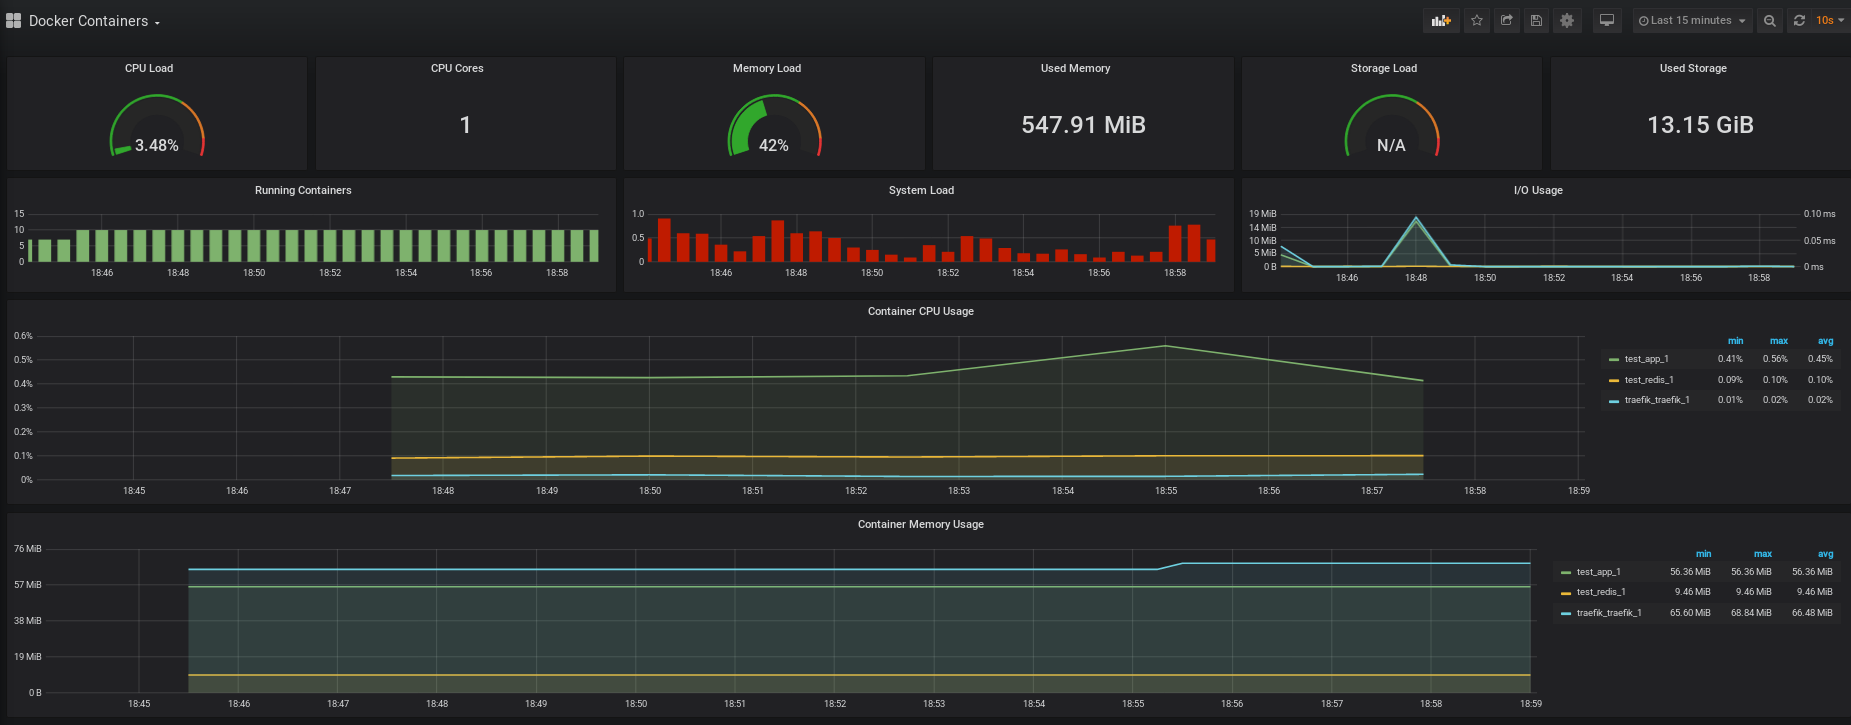 Docker Containers
Last 15 minutes 10s
CPU Load
3.48%
CPU Cores
1
Memory Load
42%
Used Memory
547.91 MiB
Storage Load
N/A
Used Storage
13.15 GiB
Running Containers
15
10
5
0
18:46 18:48 18:50 18:52 18:54 18:56 18:58
System Load
1.0
0.5
0
18:46 18:48 18:50 18:52 18:54 18:56 18:58
I/O Usage
19 MiB 0.10 ms
14 MiB
10 MiB 0.05 ms
5 MiB
0 B 0 ms
18:46 18:48 18:50 18:52 18:54 18:56 18:58
Container CPU Usage
0.6%
0.5%
0.4%
0.3%
0.2%
0.1%
0%
18:45 18:46 18:47 18:48 18:49 18:50 18:51 18:52 18:53 18:54 18:55 18:56 18:57 18:58 18:59
min max avg
test_app_1 0.41% 0.56% 0.45%
test_redis_1 0.09% 0.10% 0.10%
traefik_traefik_1 0.01% 0.02% 0.02%
Container Memory Usage
76 MiB
57 MiB
38 MiB
19 MiB
0 B
18:45 18:46 18:47 18:48 18:49 18:50 18:51 18:52 18:53 18:54 18:55 18:56 18:57 18:58 18:59
min max avg
test_app_1 56.36 MiB 56.36 MiB 56.36 MiB
test_redis_1 9.46 MiB 9.46 MiB 9.46 MiB
traefik_traefik_1 65.60 MiB 68.84 MiB 66.48 MiB